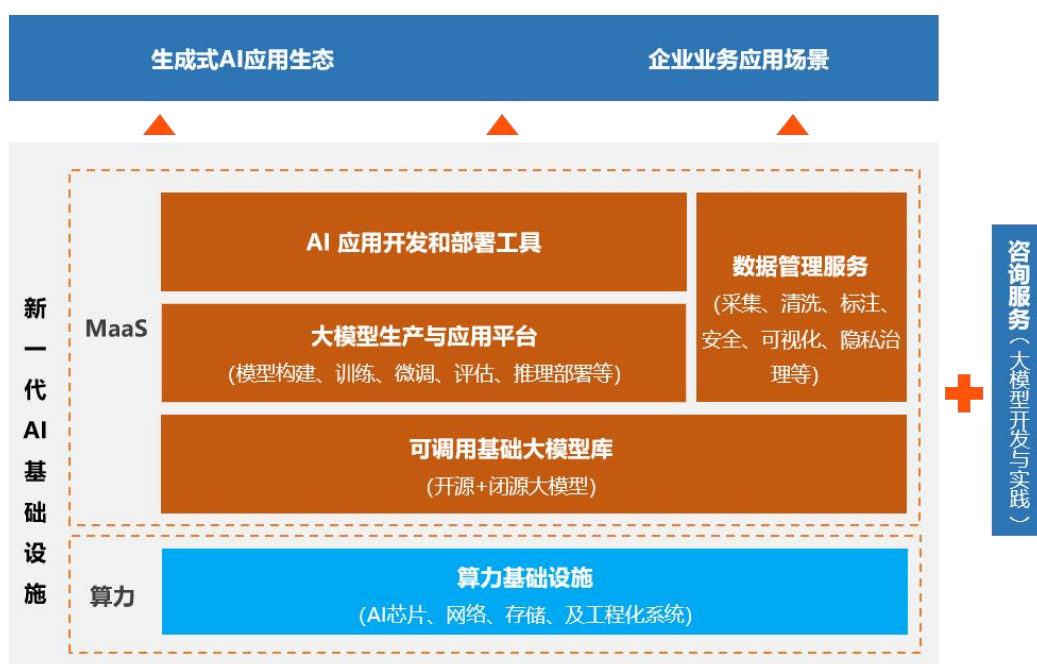 生成式AI应用生态
企业业务应用场景
新一代AI基础设施
MaaS
AI 应用开发和部署工具
大模型生产与应用平台
(模型构建、训练、微调、评估、推理部署等)
数据管理服务
(采集、清洗、标注、
安全、可视化、隐私治
理等)
可调用基础大模型库
(开源+闭源大模型)
算力
算力基础设施
(AI芯片、网络、存储、及工程化系统)
咨询服务（大模型开发与实践）